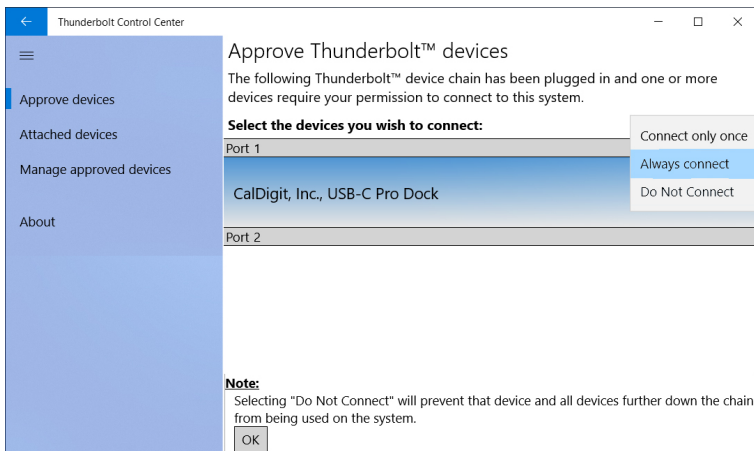 Thunderbolt Control Center
Approve Thunderbolt™ devices
The following Thunderbolt™ device chain has been plugged in and one or more
devices require your permission to connect to this system.
Approve devices
Attached devices
Manage approved devices
About
Select the devices you wish to connect:
Port 1
CalDigit, Inc., USB-C Pro Dock
Connect only once
Always connect
Do Not Connect
Port 2
Note:
Selecting "Do Not Connect" will prevent that device and all devices further down the chain
from being used on the system.
OK